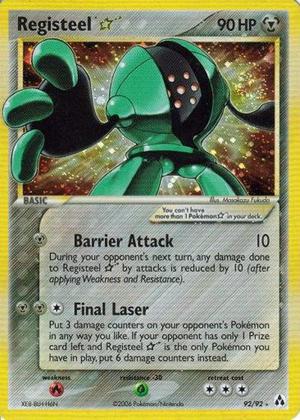 Registeel ☆ 90 HP
Illus. Masakazu Fukuda
BASIC
You can't have
more than 1 Pokémon ☆ in your deck.
Barrier Attack 10
During your opponent's next turn, any damage done
to Registeel ☆ by attacks is reduced by 10 (after
applying Weakness and Resistance).
Final Laser
Put 3 damage counters on your opponent's Pokémon
in any way you like. If your opponent has only 1 Prize
card left and Registeel ☆ is the only Pokémon you
have in play, put 6 damage counters instead.
weakness resistance -30 retreat cost
©2006 Pokémon/Nintendo 92/92